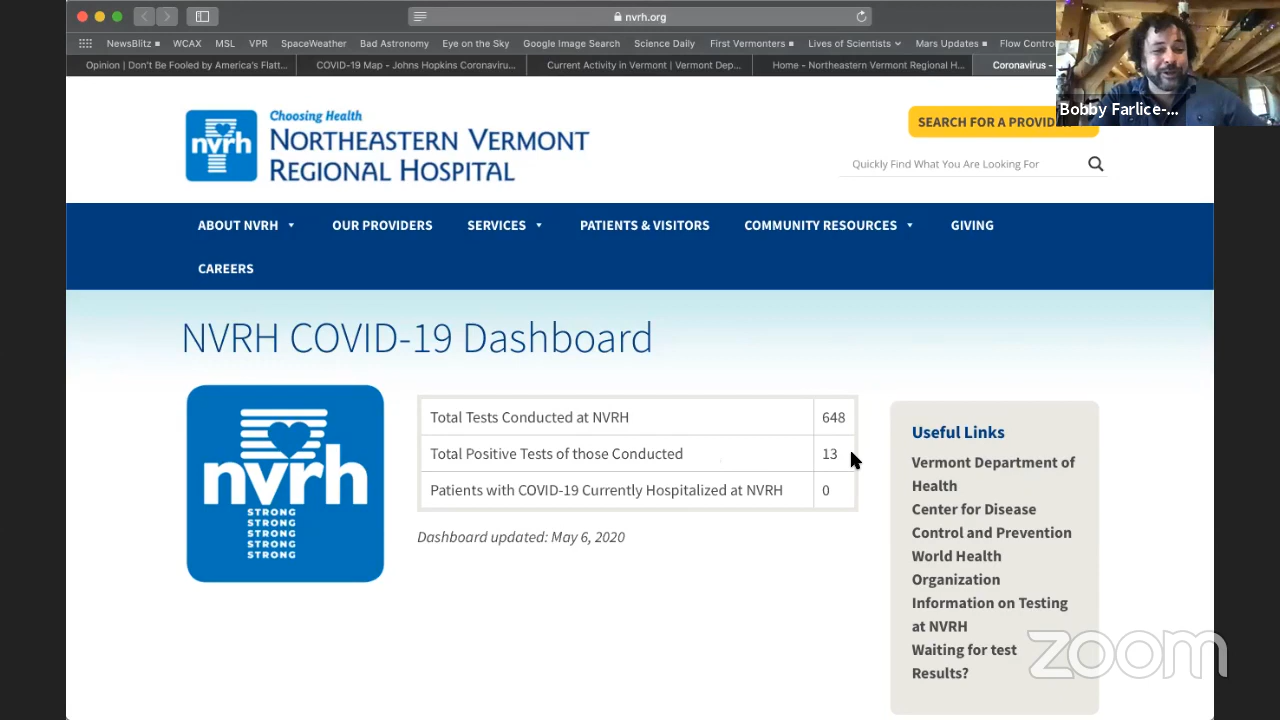 nvrh.org
NewsBlitz WCAX MSL VPR SpaceWeather Bad Astronomy Eye on the Sky Google Image Search Science Daily First Vermonters Lives of Scientists Mars Updates Flow Contro
Opinion | Don't Be Fooled by America's Flatt... COVID-19 Map - Johns Hopkins Coronaviru... Current Activity in Vermont | Vermont Dep... Home - Northeastern Vermont Regional H... Coronavirus -
Bobby Farlice-...
nvrh
Choosing Health
NORTHEASTERN VERMONT
REGIONAL HOSPITAL
SEARCH FOR A PROVIDE
Quickly Find What You Are Looking For
ABOUT NVRH OUR PROVIDERS SERVICES PATIENTS & VISITORS COMMUNITY RESOURCES GIVING
CAREERS
NVRH COVID-19 Dashboard
nvrh
STRONG
STRONG
STRONG
STRONG
STRONG
Total Tests Conducted at NVRH 648
Total Positive Tests of those Conducted 13
Patients with COVID-19 Currently Hospitalized at NVRH 0
Dashboard updated: May 6, 2020
Useful Links
Vermont Department of
Health
Center for Disease
Control and Prevention
World Health
Organization
Information on Testing
at NVRH
Waiting for test
Results?
zoom